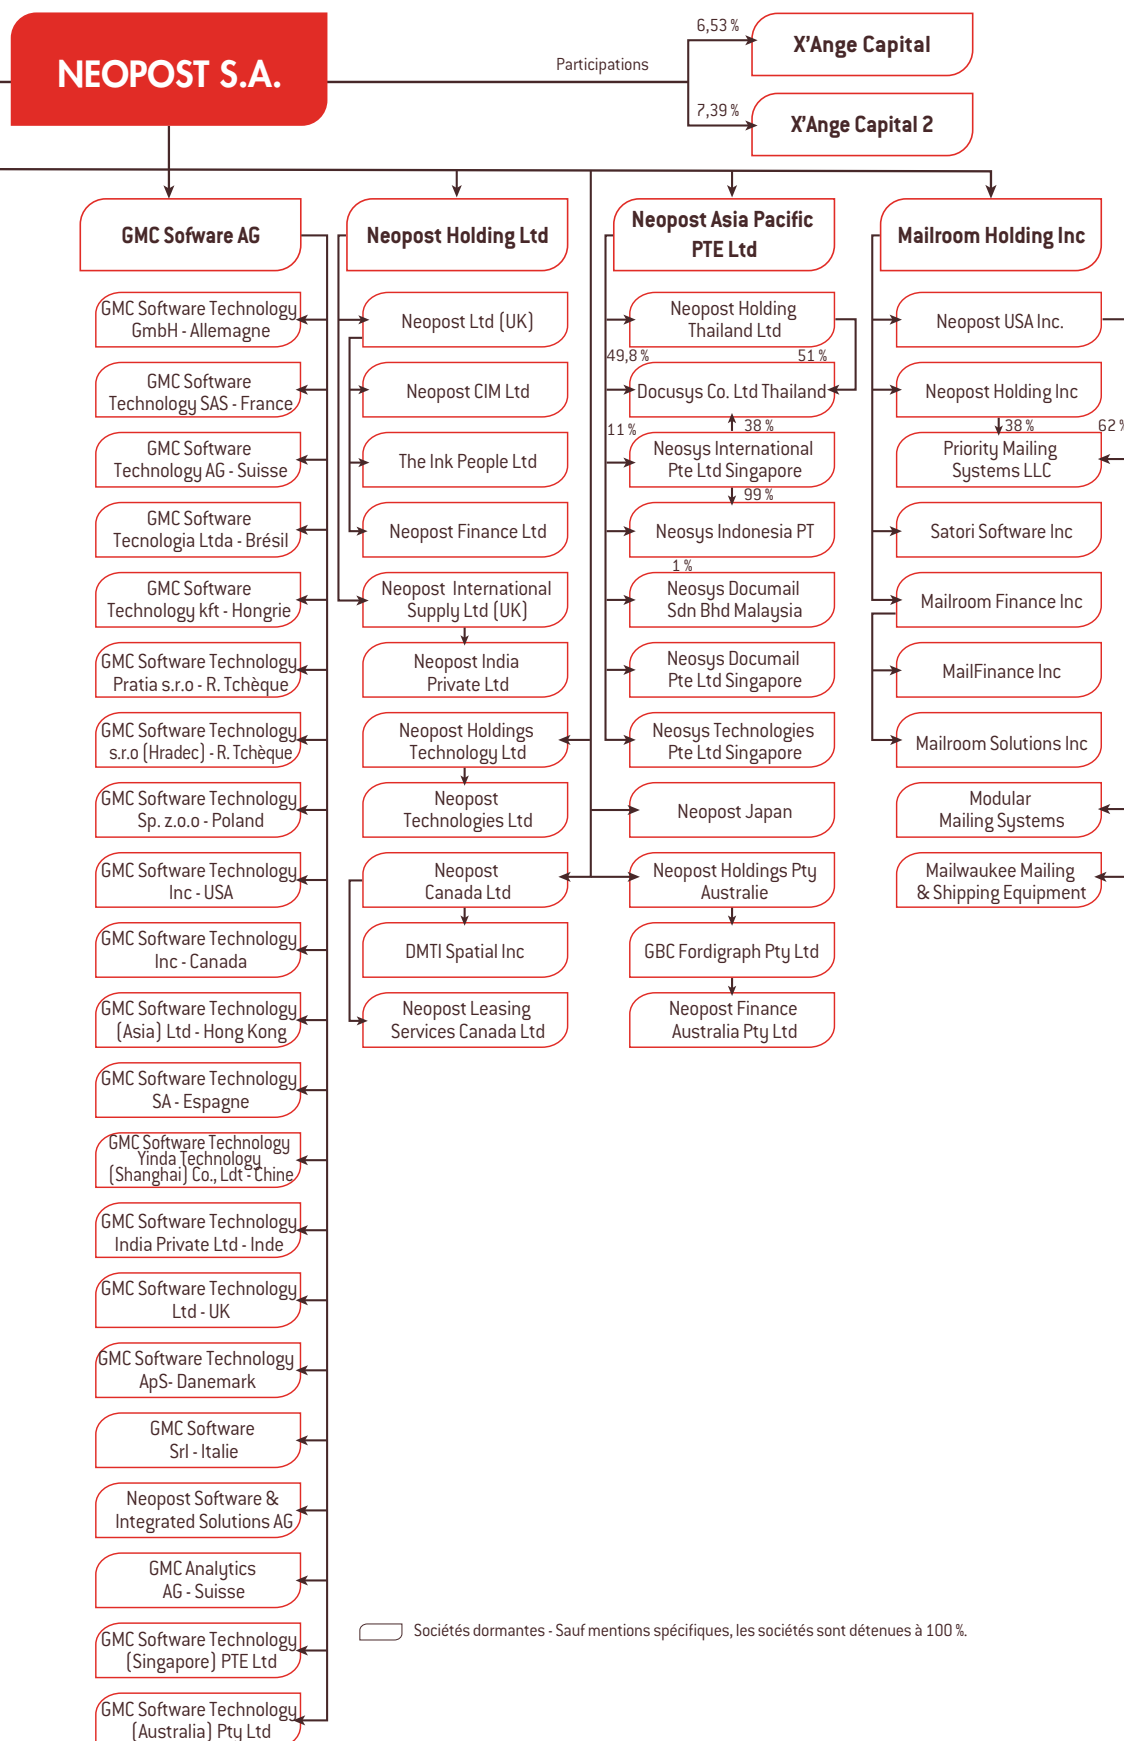 NEOPOST S.A.
Participations
6,53 %
X'Ange Capital
7,39 %
X'Ange Capital 2
GMC Sofware AG
GMC Software Technology
GmbH - Allemagne
GMC Software
Technology SAS - France
GMC Software
Technology AG - Suisse
GMC Software
Tecnologia Ltda - Brésil
GMC Software
Technology kft - Hongrie
GMC Software Technology
Pratia s.r.o - R. Tchèque
GMC Software Technology
s.r.o (Hradec) - R. Tchèque
GMC Software Technology
Sp. z.o.o - Poland
GMC Software Technology
Inc - USA
GMC Software Technology
Inc - Canada
GMC Software Technology
(Asia) Ltd - Hong Kong
GMC Software Technology
SA - Espagne
GMC Software Technology
Yinda Technology
(Shanghai) Co., Ldt - Chine
GMC Software Technology
India Private Ltd - Inde
GMC Software Technology
Ltd - UK
GMC Software Technology
ApS- Danemark
GMC Software
Srl - Italie
Neopost Software &
Integrated Solutions AG
GMC Analytics
AG - Suisse
GMC Software Technology
(Singapore) PTE Ltd
GMC Software Technology
(Australia) Pty Ltd
Neopost Holding Ltd
Neopost Ltd (UK)
Neopost CIM Ltd
The Ink People Ltd
Neopost Finance Ltd
Neopost International
Supply Ltd (UK)
Neopost India
Private Ltd
Neopost Holdings
Technology Ltd
Neopost
Technologies Ltd
Neopost
Canada Ltd
DMTI Spatial Inc
Neopost Leasing
Services Canada Ltd
Neopost Asia Pacific
PTE Ltd
Neopost Holding
Thailand Ltd
49,8 %
51 %
Docusys Co. Ltd Thailand
11 %
38 %
Neosys International
Pte Ltd Singapore
99 %
Neosys Indonesia PT
1 %
Neosys Documail
Sdn Bhd Malaysia
Neosys Documail
Pte Ltd Singapore
Neosys Technologies
Pte Ltd Singapore
Neopost Japan
Neopost Holdings Pty
Australie
GBC Fordigraph Pty Ltd
Neopost Finance
Australia Pty Ltd
Mailroom Holding Inc
Neopost USA Inc.
Neopost Holding Inc
38 %
62 %
Priority Mailing
Systems LLC
Satori Software Inc
Mailroom Finance Inc
MailFinance Inc
Mailroom Solutions Inc
Modular
Mailing Systems
Mailwaukee Mailing
& Shipping Equipment
Sociétés dormantes - Sauf mentions spécifiques, les sociétés sont détenues à 100 %.